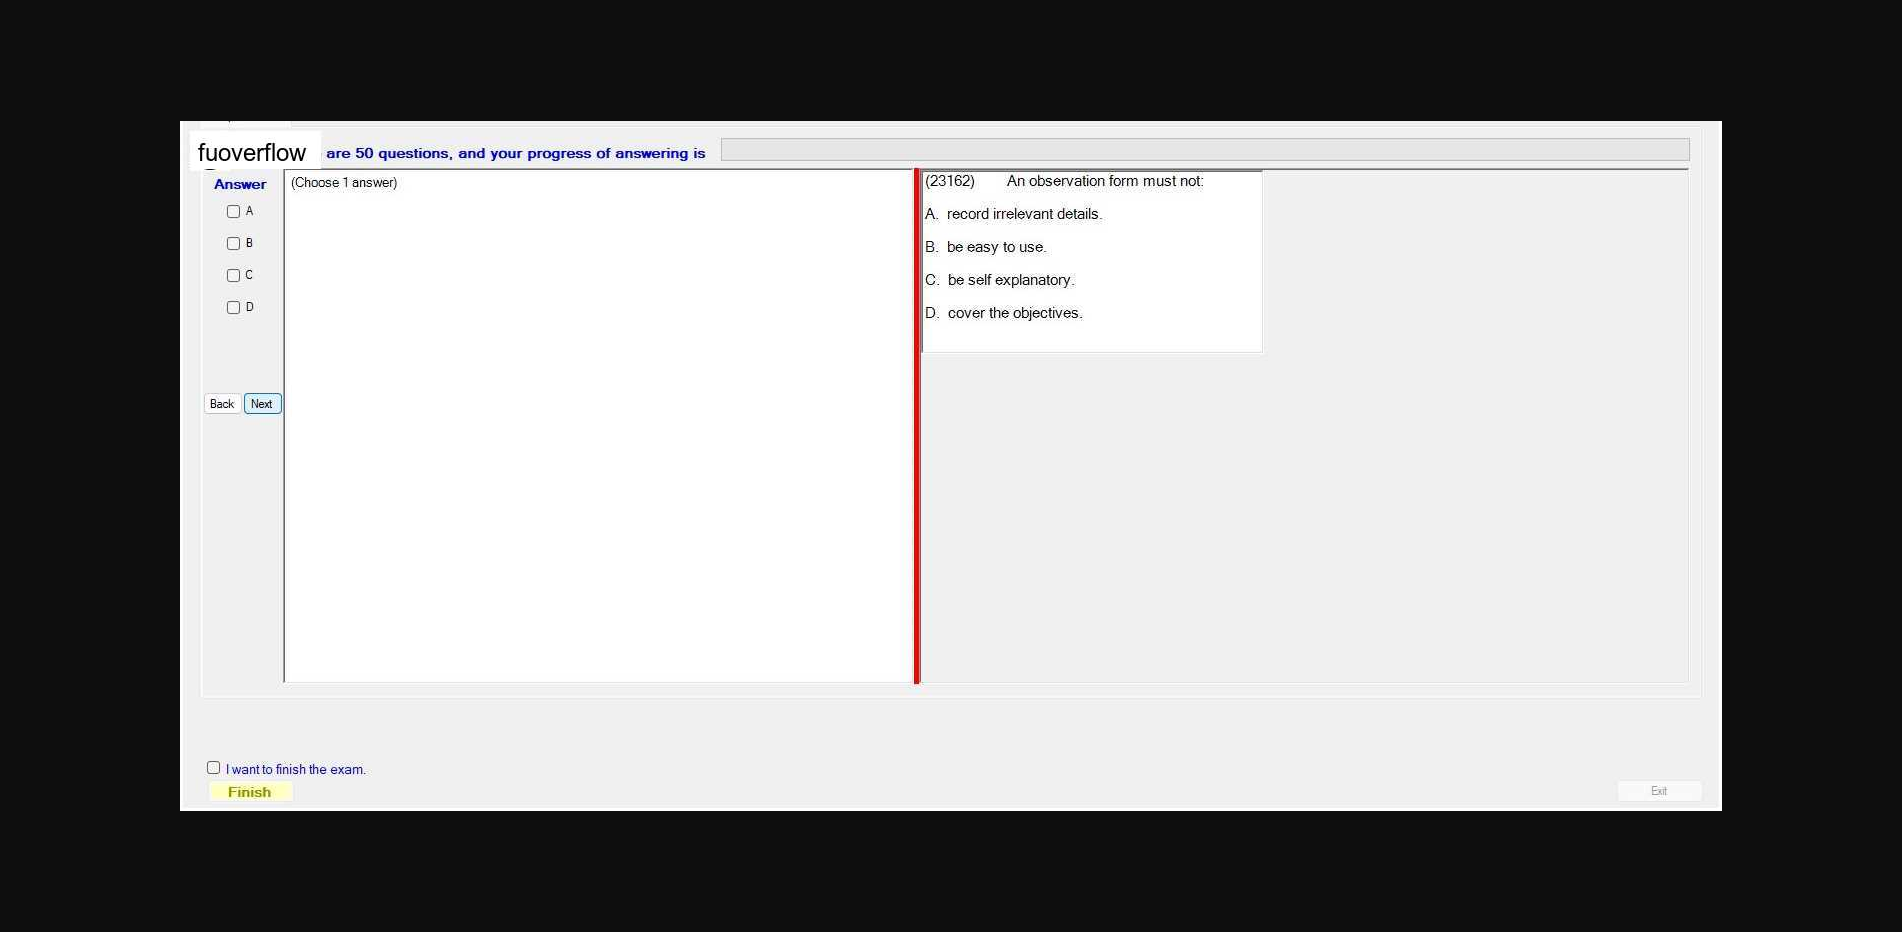 fuoverflow are 50 questions, and your progress of answering is
Answer
(Choose 1 answer)
A
B
C
D
Back Next
(23162) An observation form must not:
A. record irrelevant details.
B. be easy to use.
C. be self explanatory.
D. cover the objectives.
I want to finish the exam.
Finish
Exit